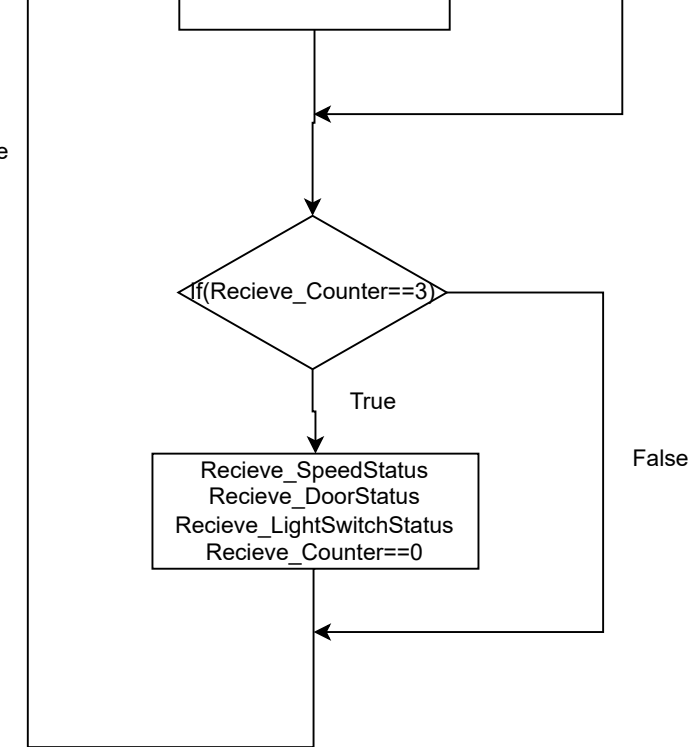 e
If(Recieve_Counter==3)
True
False
Recieve_SpeedStatus
Recieve_DoorStatus
Recieve_LightSwitchStatus
Recieve_Counter==0